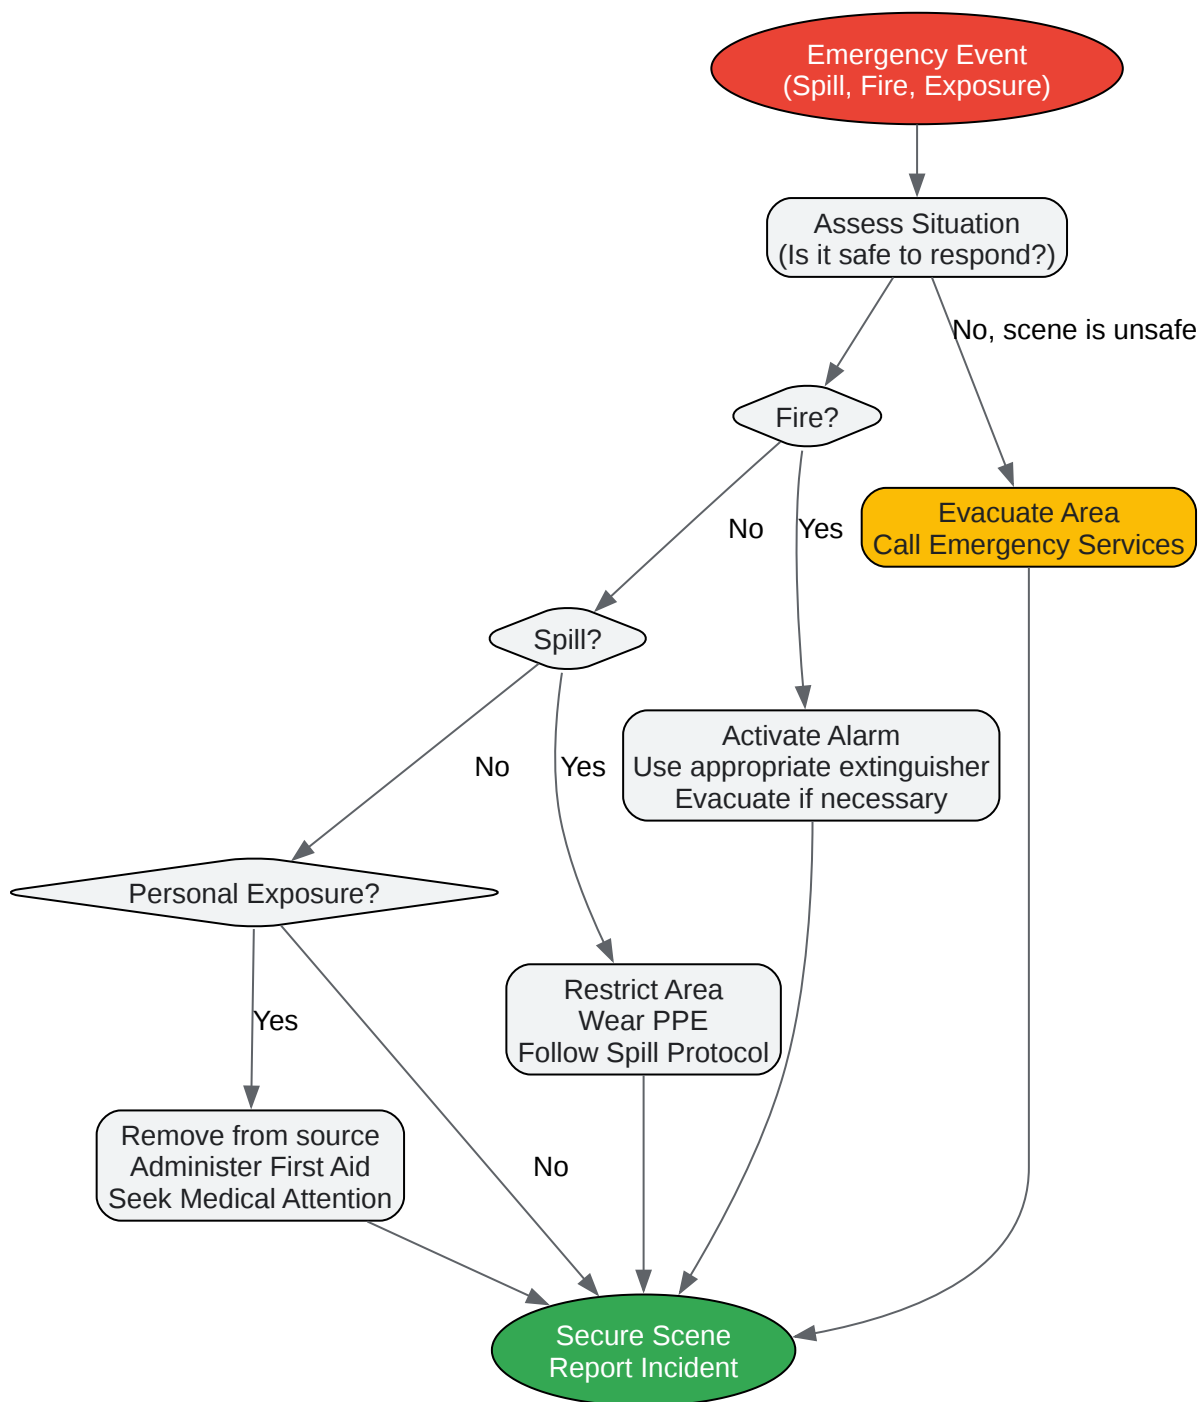 Emergency Event
(Spill, Fire, Exposure)
Assess Situation
(Is it safe to respond?)
No, scene is unsafe
Fire?
Evacuate Area
Call Emergency Services
No
Yes
Spill?
Activate Alarm
Use appropriate extinguisher
Evacuate if necessary
No
Yes
Personal Exposure?
Restrict Area
Wear PPE
Follow Spill Protocol
Yes
Remove from source
Administer First Aid
Seek Medical Attention
No
Secure Scene
Report Incident